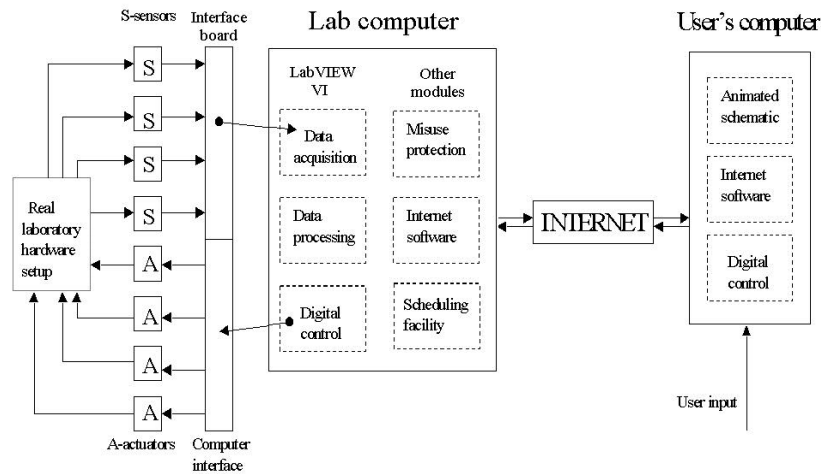 S-sensors
Interface
board
Lab computer
User's computer
S
S
S
S
A
A
A
A
Real
laboratory
hardware
setup
A-actuators
Computer
interface
LabVIEW
VI
Data
acquisition
Data
processing
Digital
control
Other
modules
Misuse
protection
Internet
software
Scheduling
facility
INTERNET
Animated
schematic
Internet
software
Digital
control
User input